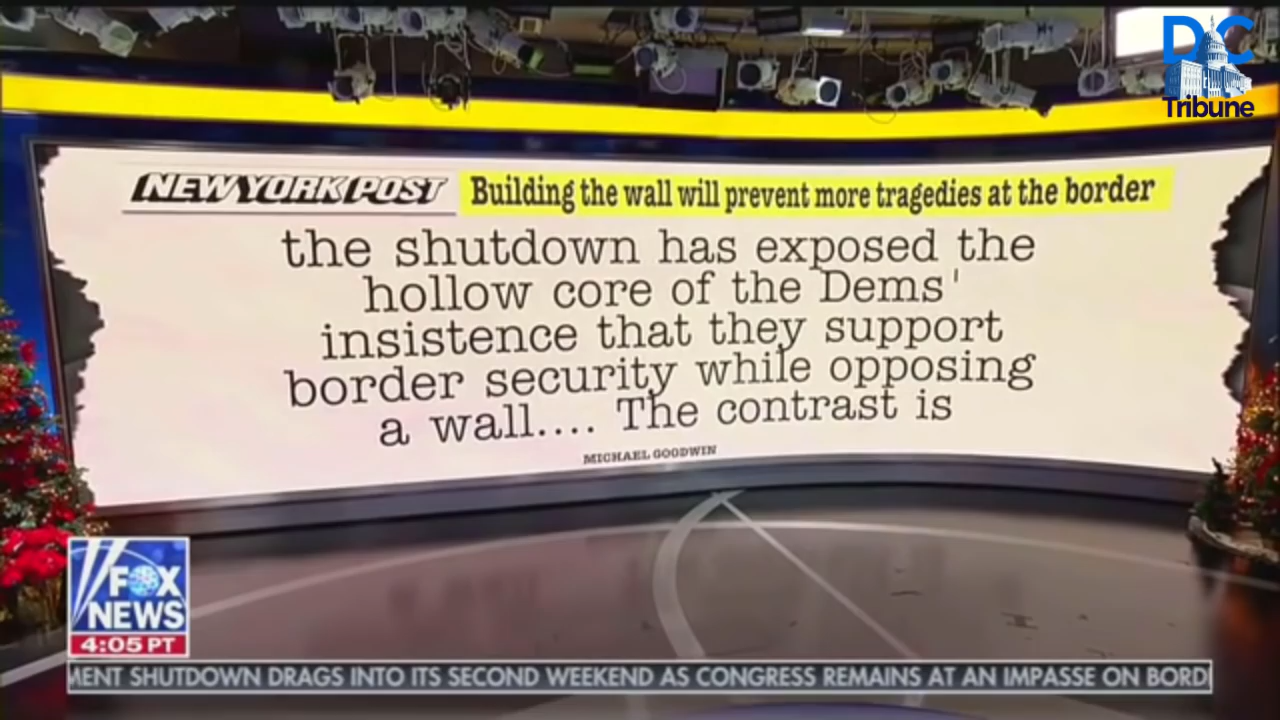 DC
Tribune
NEW YORK POST Building the wall will prevent more tragedies at the border
the shutdown has exposed the
hollow core of the Dems'
insistence that they support
border security while opposing
a wall.... The contrast is
MICHAEL GOODWIN
FOX
NEWS
4:05 PT
MENT SHUTDOWN DRAGS INTO ITS SECOND WEEKEND AS CONGRESS REMAINS AT AN IMPASSE ON BORD